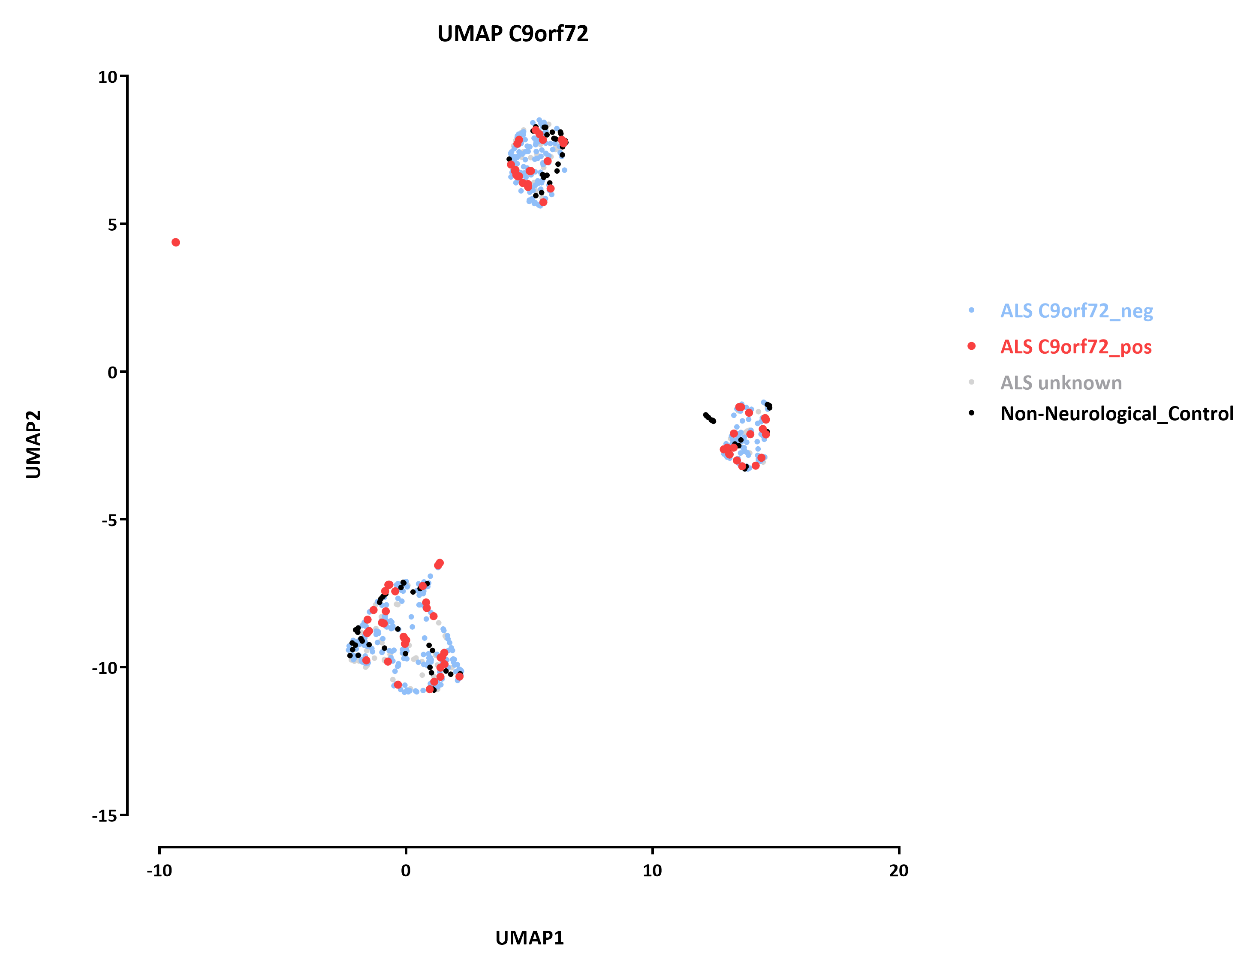 UMAP C9orf72
10
5
0
-5
-10
-15
UMAP2
-10
0
10
20
UMAP1
ALS C9orf72_neg
ALS C9orf72_pos
ALS unknown
Non-Neurological_Control